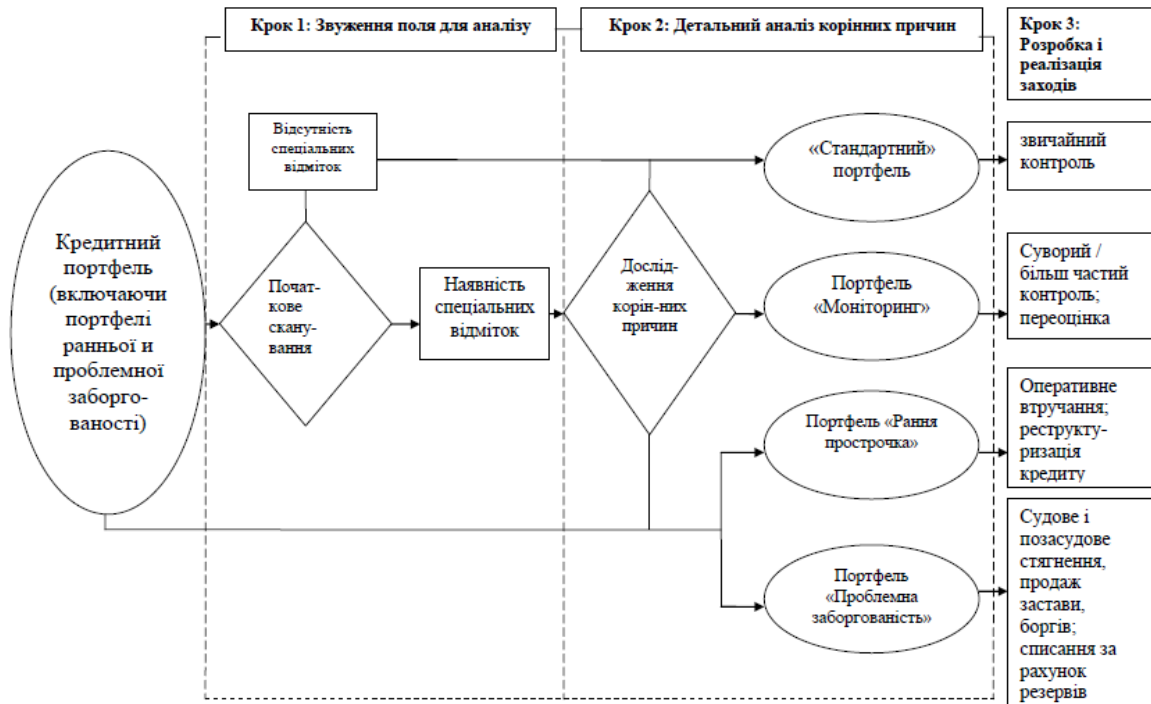 Крок 1: Звуження поля для аналізу
Крок 2: Детальний аналіз корінних причин
Крок 3:
Розробка і
реалізація
заходів
Відсутність
спеціальних
відміток
«Стандартний»
портфель
звичайний
контроль
Кредитний
портфель
(включаючи
портфелі
ранньої и
проблемної
заборго-
ваності)
Почат-
кове
скану-
вання
Наявність
спеціальних
відміток
Дослід-
ження
корін-них
причин
Портфель
«Моніторинг»
Суворий /
більш частий
контроль;
переоцінка
Портфель «Рання
прострочка»
Оперативне
втручання;
реструкту-
ризація
кредиту
Портфель
«Проблемна
заборгованість»
Судове і
позасудове
стягнення,
продаж
застави,
боргів;
списання за
рахунок
резервів